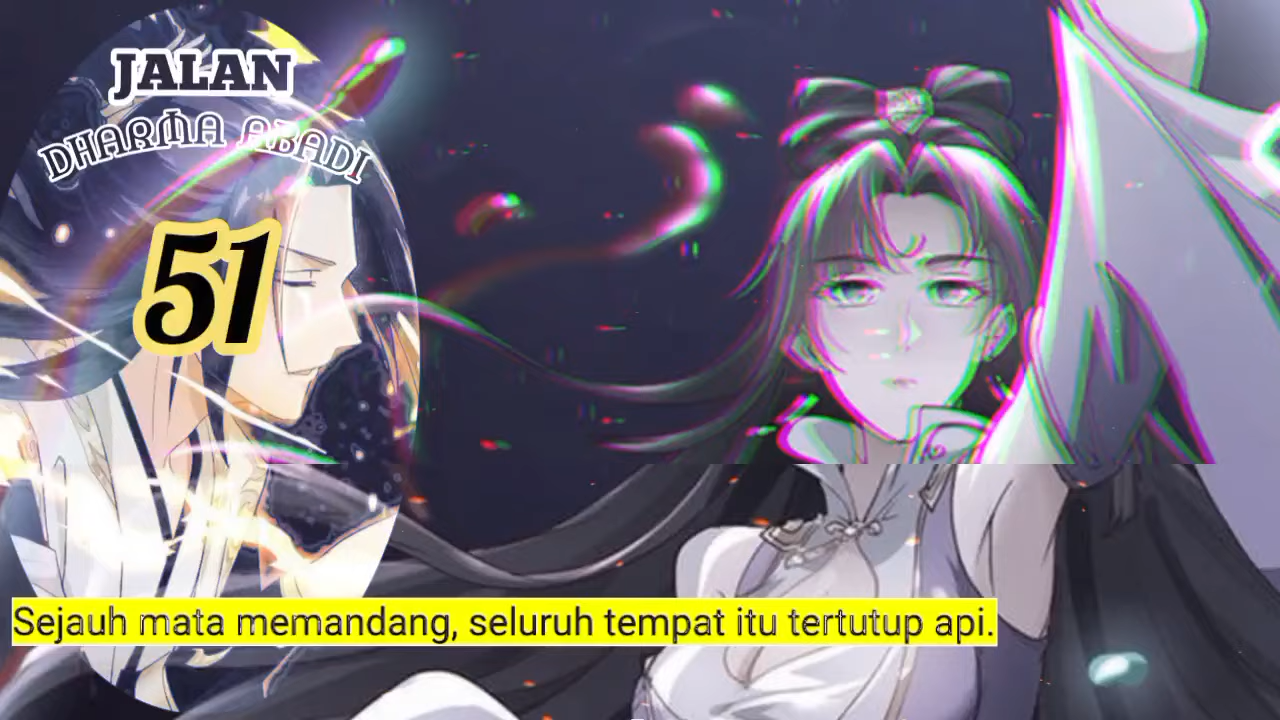 JALAN
DHARMA ABADI
51
Sejauh mata memandang, seluruh tempat itu tertutup api.